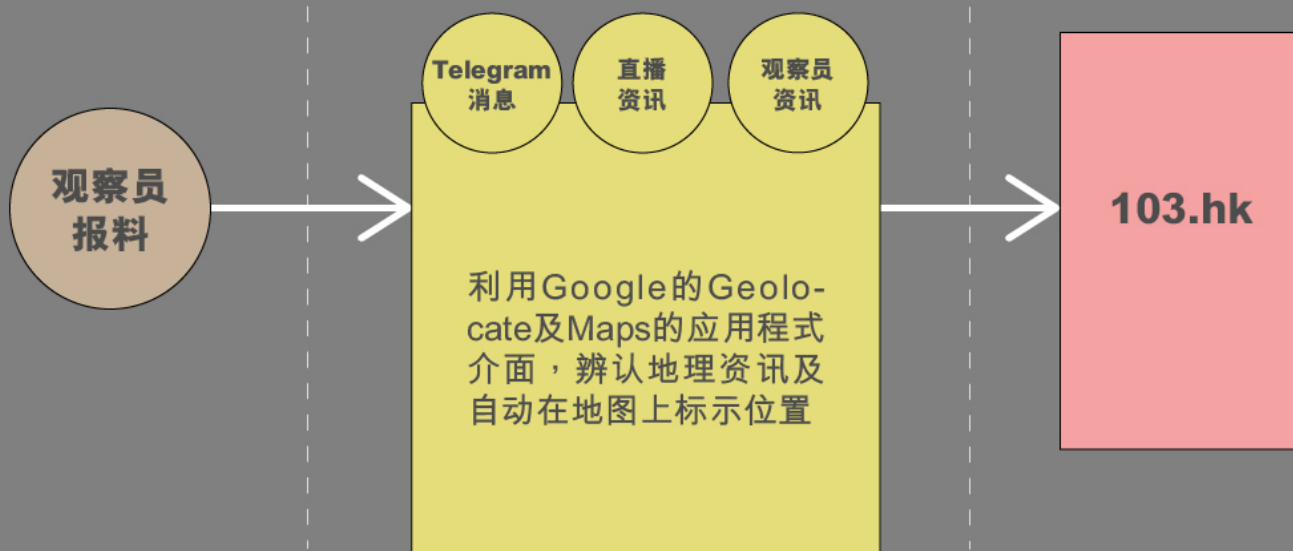 观察员
报料
Telegram
消息
直播
资讯
观察员
资讯
利用Google的Geolo-
cate及Maps的应用程式
介面，辨认地理资讯及
自动在地图上标示位置
103.hk